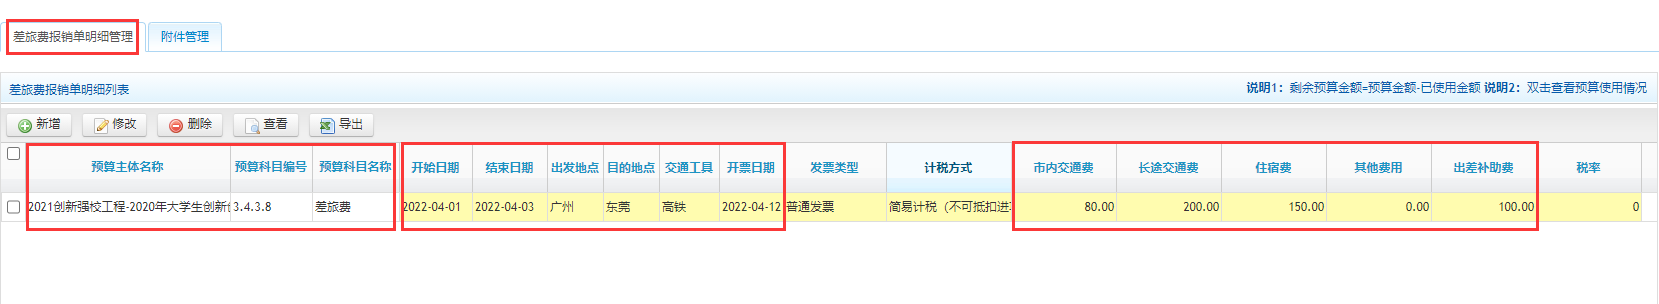 差旅费报销单明细管理 附件管理
差旅费报销单明细列表 说明1：剩余预算金额=预算金额-已使用金额 说明2：双击查看预算使用情况
新增 修改 删除 查看 导出
预算主体名称 预算科目编号 预算科目名称 开始日期 结束日期 出发地点 目的地点 交通工具 开票日期 发票类型 计税方式 市内交通费 长途交通费 住宿费 其他费用 出差补助费 税率
2021创新强校工程-2020年大学生创新 3.4.3.8 差旅费 2022-04-01 2022-04-03 广州 东莞 高铁 2022-04-12 普通发票 简易计税（不可抵扣进 80.00 200.00 150.00 0.00 100.00 0